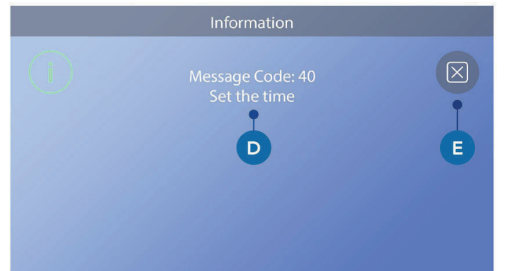 Information
Message Code: 40
Set the time
D
E